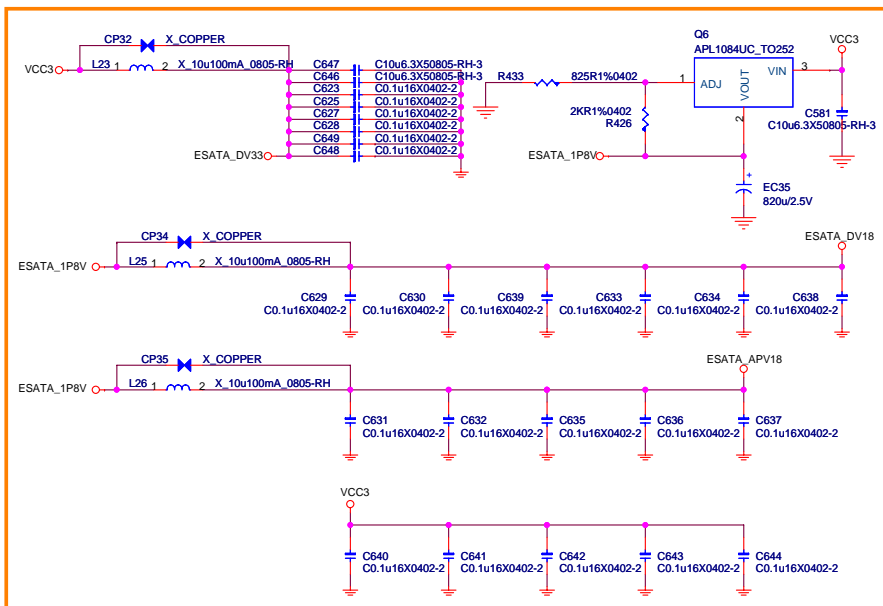 CP32 X_COPPER
VCC3
L23 1 2 X_10u100mA_0805-RH
C647 C10u6.3X50805-RH-3
C646 C10u6.3X50805-RH-3
C623 C0.1u16X0402-2
C625 C0.1u16X0402-2
C627 C0.1u16X0402-2
C628 C0.1u16X0402-2
C649 C0.1u16X0402-2
C648 C0.1u16X0402-2
ESATA_DV33
Q6
APL1084UC_TO252
VCC3
R433 825R1%0402
1 ADJ VOUT VIN 3
2
2KR1%0402
R426
C581
C10u6.3X50805-RH-3
ESATA_1P8V
+
EC35
820u/2.5V
CP34 X_COPPER
ESATA_DV18
ESATA_1P8V
L25 1 2 X_10u100mA_0805-RH
C629 C630 C639 C633 C634 C638
C0.1u16X0402-2 C0.1u16X0402-2 C0.1u16X0402-2 C0.1u16X0402-2 C0.1u16X0402-2 C0.1u16X0402-2
CP35 X_COPPER
ESATA_APV18
ESATA_1P8V
L26 1 2 X_10u100mA_0805-RH
C631 C632 C635 C636 C637
C0.1u16X0402-2 C0.1u16X0402-2 C0.1u16X0402-2 C0.1u16X0402-2 C0.1u16X0402-2
VCC3
C640 C641 C642 C643 C644
C0.1u16X0402-2 C0.1u16X0402-2 C0.1u16X0402-2 C0.1u16X0402-2 C0.1u16X0402-2